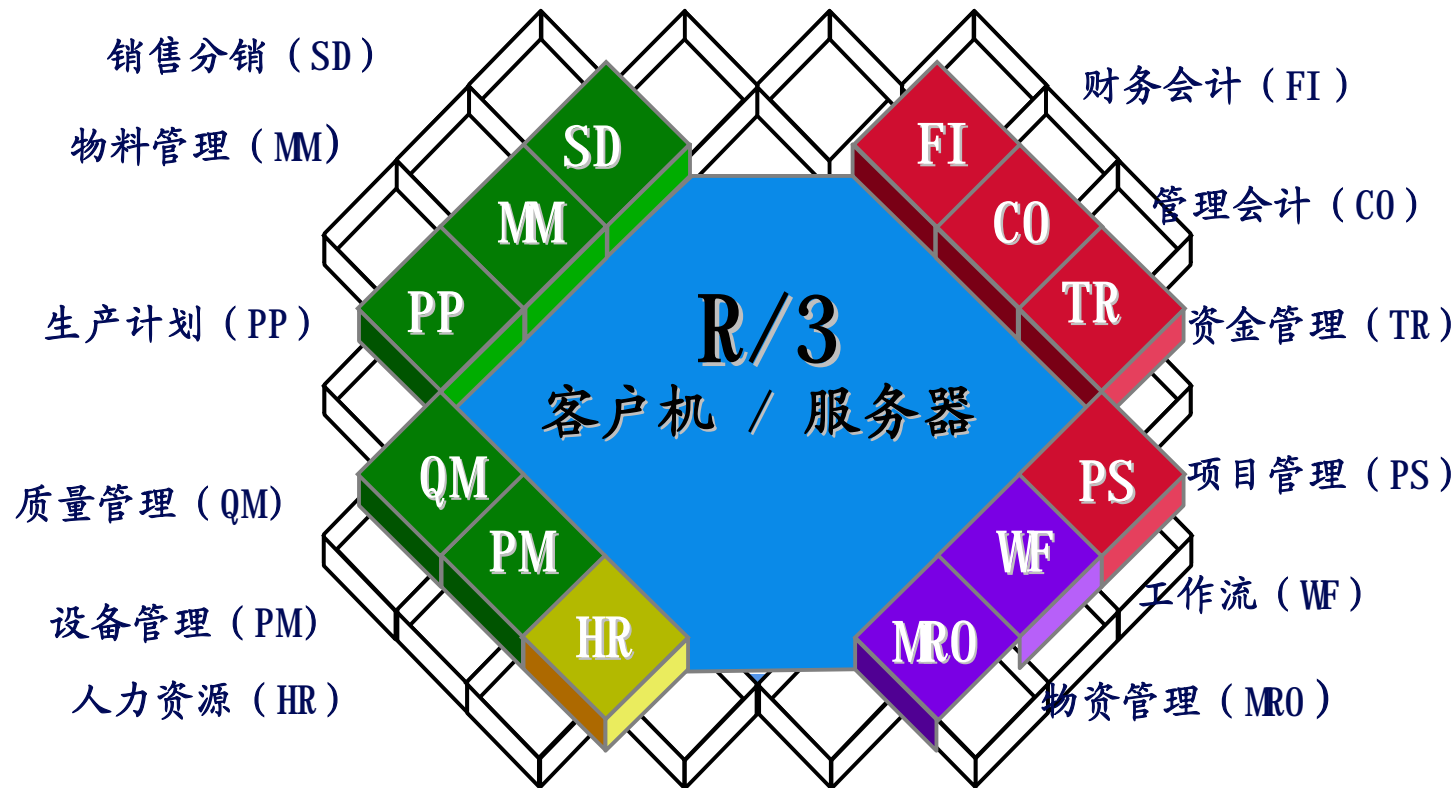 销售分销（SD）
物料管理（MM）
生产计划（PP）
质量管理（QM）
设备管理（PM）
人力资源（HR）
SD
MM
PP
QM
PM
HR
R/3
客户机 / 服务器
FI
CO
TR
PS
WF
MRO
财务会计（FI）
管理会计（CO）
资金管理（TR）
项目管理（PS）
工作流（WF）
物资管理（MRO）